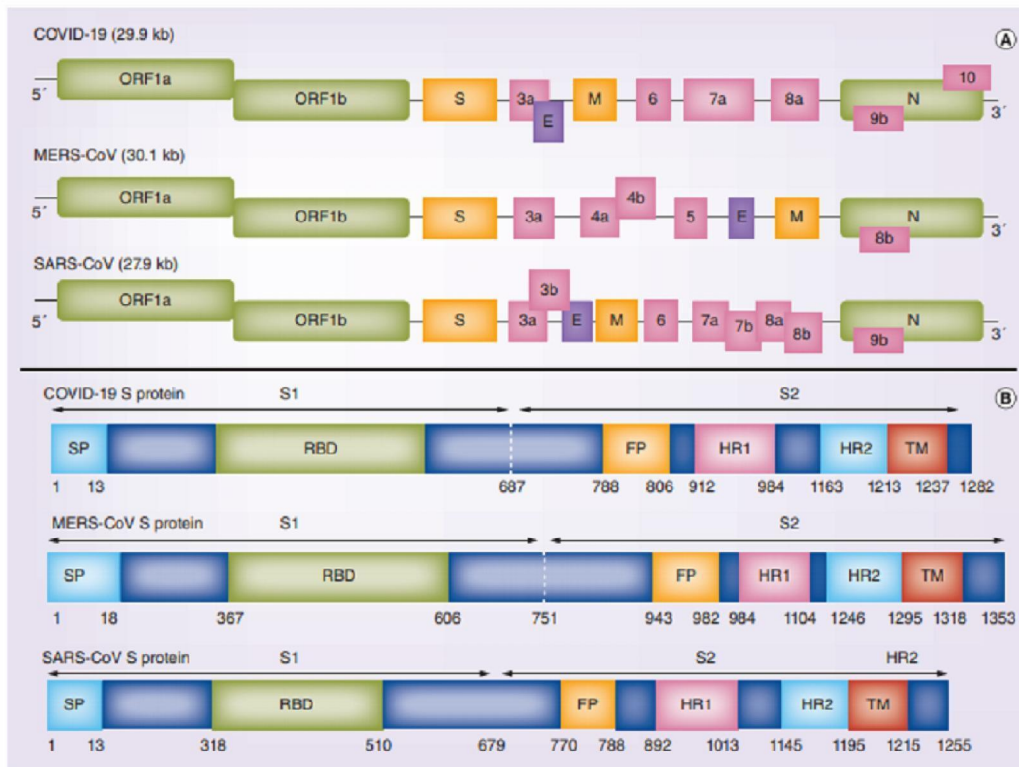 COVID-19 (29.9 kb)
A
ORF1a
10
5´
ORF1b
S
3a
E
M
6
7a
8a
N
9b
3´
MERS-CoV (30.1 kb)
ORF1a
4b
5´
ORF1b
S
3a
4a
5
E
M
N
8b
3´
SARS-CoV (27.9 kb)
ORF1a
3b
5´
ORF1b
S
3a
E
M
6
7a
7b
8a
8b
N
9b
3´
COVID-19 S protein S1 S2
B
SP RBD FP HR1 HR2 TM
1 13 687 788 806 912 984 1163 1213 1237 1282
MERS-CoV S protein S1 S2
SP RBD FP HR1 HR2 TM
1 18 367 606 751 943 982 984 1104 1246 1295 1318 1353
SARS-CoV S protein S1 S2 HR2
SP RBD FP HR1 HR2 TM
1 13 318 510 679 770 788 892 1013 1145 1195 1215 1255